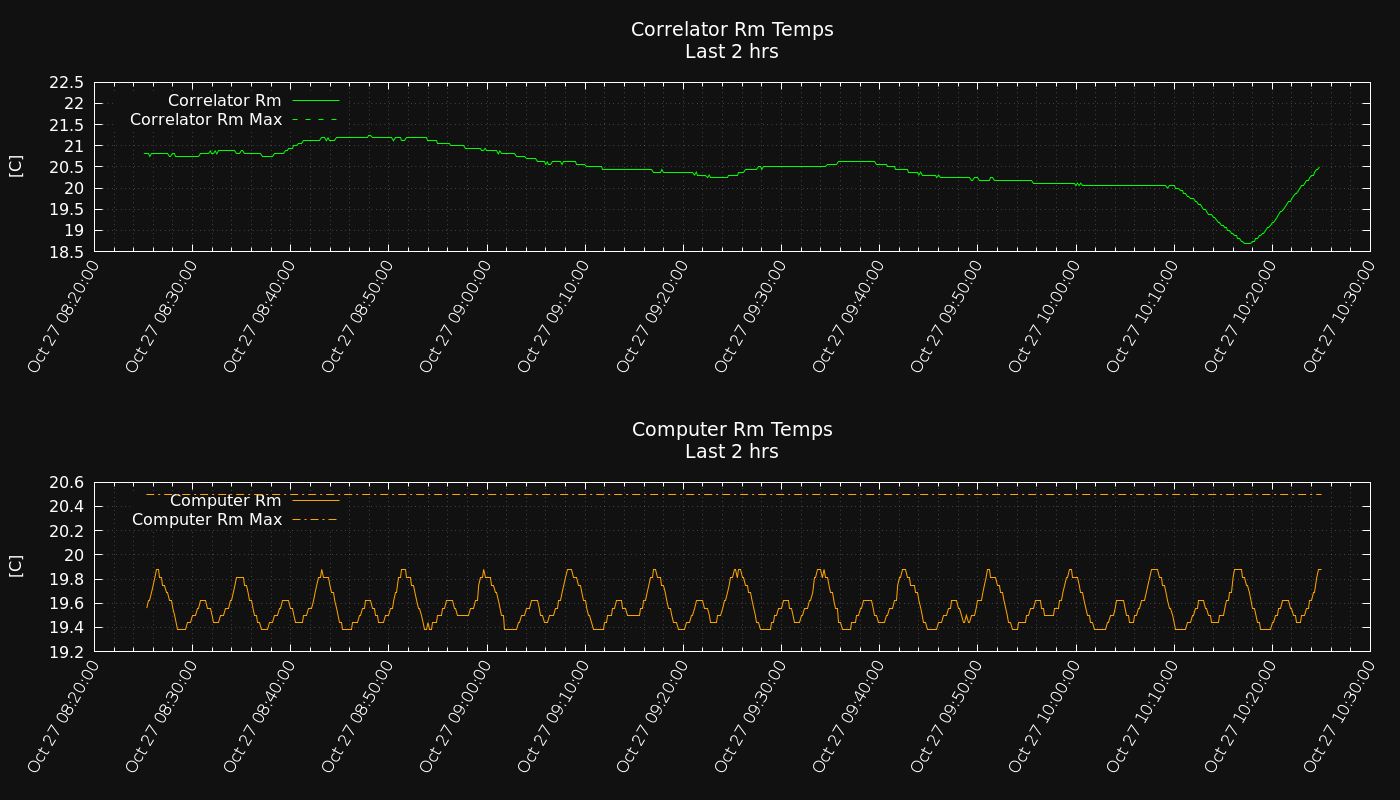 Correlator Rm Temps
Last 2 hrs
22.5
22
21.5
21
20.5
20
19.5
19
18.5
[C]
Correlator Rm
Correlator Rm Max
Oct 27 08:20:00
Oct 27 08:30:00
Oct 27 08:40:00
Oct 27 08:50:00
Oct 27 09:00:00
Oct 27 09:10:00
Oct 27 09:20:00
Oct 27 09:30:00
Oct 27 09:40:00
Oct 27 09:50:00
Oct 27 10:00:00
Oct 27 10:10:00
Oct 27 10:20:00
Oct 27 10:30:00
Computer Rm Temps
Last 2 hrs
20.6
20.4
20.2
20
19.8
19.6
19.4
19.2
[C]
Computer Rm
Computer Rm Max
Oct 27 08:20:00
Oct 27 08:30:00
Oct 27 08:40:00
Oct 27 08:50:00
Oct 27 09:00:00
Oct 27 09:10:00
Oct 27 09:20:00
Oct 27 09:30:00
Oct 27 09:40:00
Oct 27 09:50:00
Oct 27 10:00:00
Oct 27 10:10:00
Oct 27 10:20:00
Oct 27 10:30:00